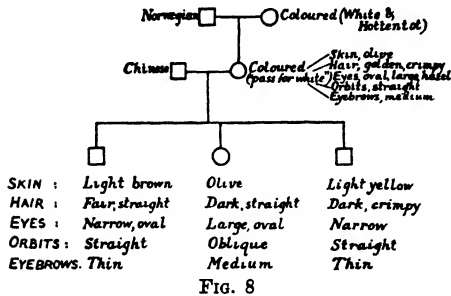 Norwegian Coloured (White &
Hottentot)
Skin, olive
Hair, golden, crimpy
Chinese Coloured
("pass for white") Eyes, oval, large hazel
Orbits, straight
Eyebrows, medium
SKIN : Light brown Olive Light yellow
HAIR : Fair, straight Dark, straight Dark, crimpy
EYES : Narrow, oval Large, oval Narrow
ORBITS : Straight Oblique Straight
EYEBROWS. Thin Medium Thin
FIG. 8